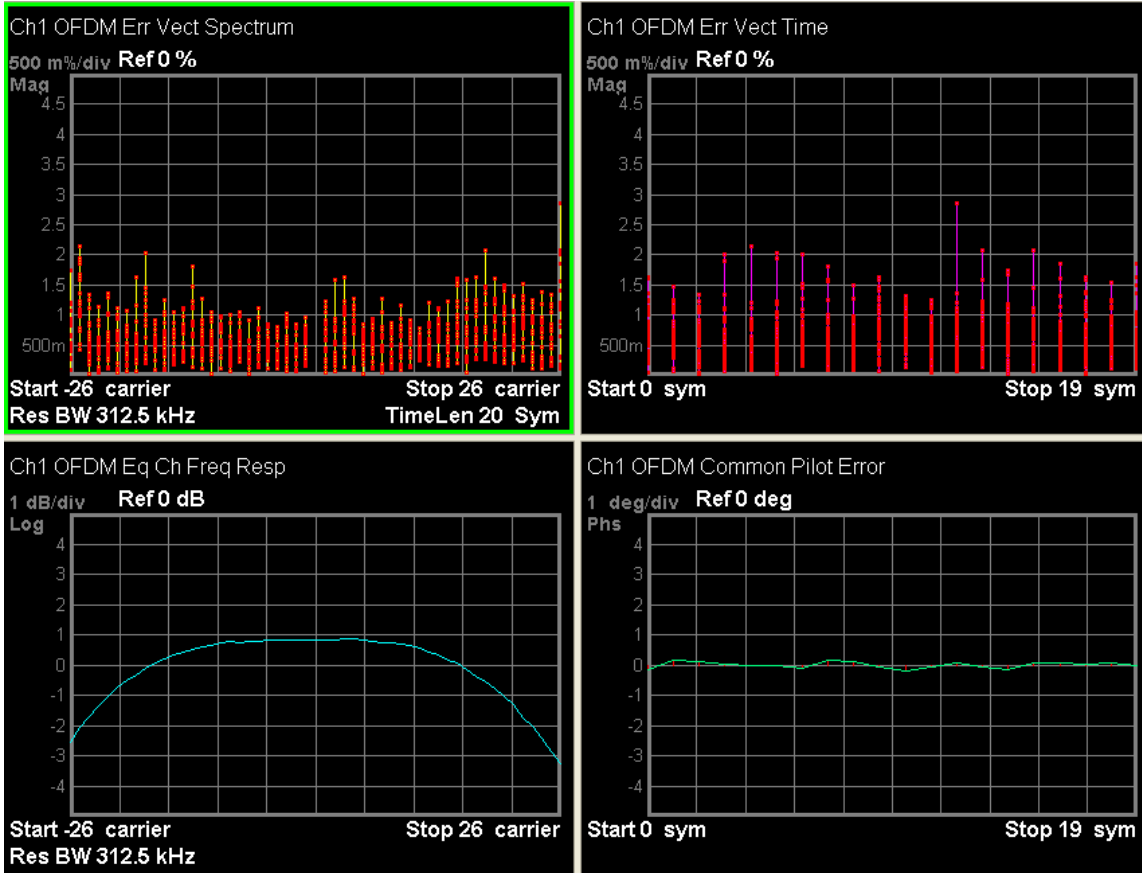 Ch1 OFDM Err Vect Spectrum
500 m%/div Ref 0 %
Mag
4.5
4
3.5
3
2.5
2
1.5
1
500m
Start -26 carrier Stop 26 carrier
Res BW 312.5 kHz TimeLen 20 Sym
Ch1 OFDM Err Vect Time
500 m%/div Ref 0 %
Mag
4.5
4
3.5
3
2.5
2
1.5
1
500m
Start 0 sym Stop 19 sym
Ch1 OFDM Eq Ch Freq Resp
1 dB/div Ref 0 dB
Log
4
3
2
1
0
-1
-2
-3
-4
Start -26 carrier Stop 26 carrier
Res BW 312.5 kHz
Ch1 OFDM Common Pilot Error
1 deg/div Ref 0 deg
Phs
4
3
2
1
0
-1
-2
-3
-4
Start 0 sym Stop 19 sym